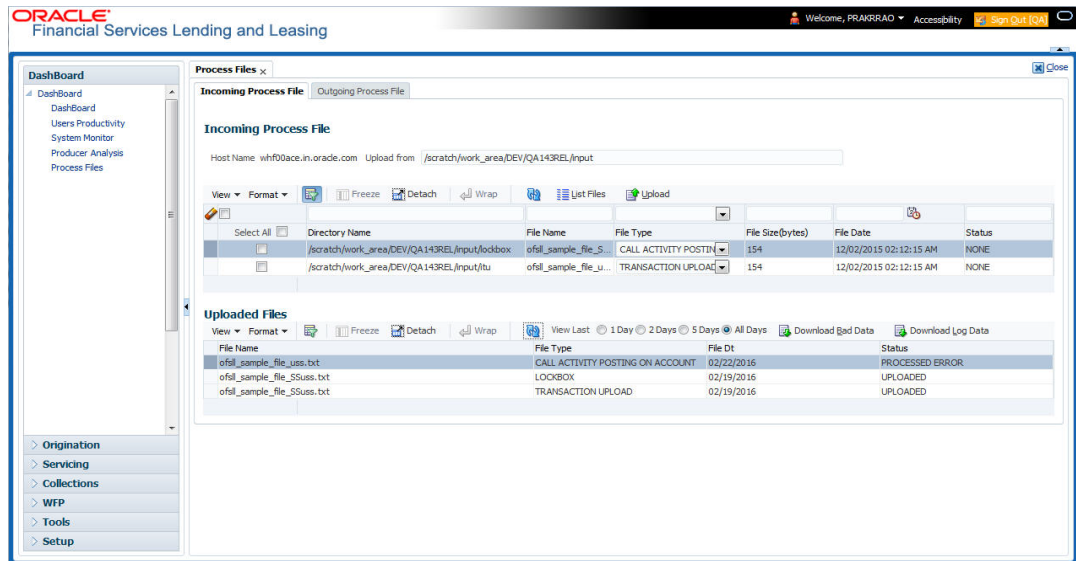 ORACLE®
Financial Services Lending and Leasing
Welcome, PRAKRRAO Accessibility Sign Out [QA]
Close
DashBoard
DashBoard
DashBoard
Users Productivity
System Monitor
Producer Analysis
Process Files
Origination
Servicing
Collections
WFP
Tools
Setup
Process Files x
Incoming Process File Outgoing Process File
Incoming Process File
Host Name whf00ace.in.oracle.com Upload from /scratch/work_area/DEV/QA143REL/input
View Format Freeze Detach Wrap List Files Upload
Select All Directory Name File Name File Type File Size(bytes) File Date Status
/scratch/work_area/DEV/QA143REL/input/lockbox ofsll_sample_file_S... CALL ACTIVITY POSTIN 154 12/02/2015 02:12:15 AM NONE
/scratch/work_area/DEV/QA143REL/input/itu ofsll_sample_file_u... TRANSACTION UPLOAD 154 12/02/2015 02:12:15 AM NONE
Uploaded Files
View Format Freeze Detach Wrap View Last 1 Day 2 Days 5 Days All Days Download Bad Data Download Log Data
File Name File Type File Dt Status
ofsll_sample_file_uss.txt CALL ACTIVITY POSTING ON ACCOUNT 02/22/2016 PROCESSED ERROR
ofsll_sample_file_SSuss.txt LOCKBOX 02/19/2016 UPLOADED
ofsll_sample_file_SSuss.txt TRANSACTION UPLOAD 02/19/2016 UPLOADED